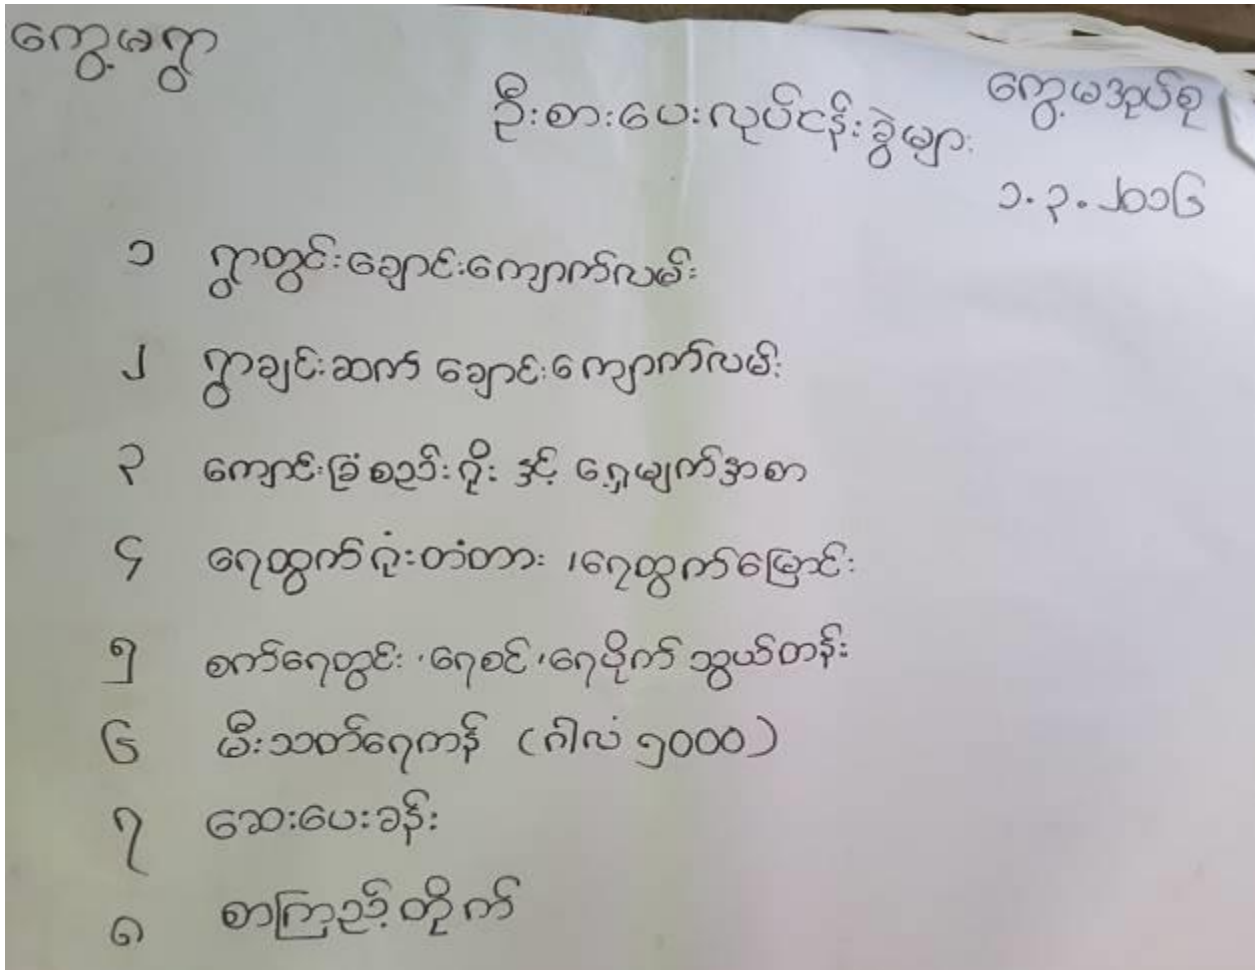 ကွေ့မရွာ
ကွေ့မအုပ်စု
ဦးစားပေးလုပ်ငန်းခွဲများ
၁.၃.၂၀၁၆
၁ ရွာတွင်းချောင်းကျောက်လမ်း
၂ ရွာချင်းဆက် ချောင်းကျောက်လမ်း
၃ ကျောင်းခြံစည်းရိုး နှင့် ရှေ့မျက်နှာစာ
၄ ရေထွက်ဂုံးတံတား ၊ရေထွက်မြောင်း
၅ စက်ရေတွင်း ၊ရေစင် ၊ရေပိုက် သွယ်တန်း
၆ မီးသတ်ရေကန် (ဂါလံ ၅၀၀၀)
၇ ဆေးပေးခန်း
၈ စာကြည့်တိုက်